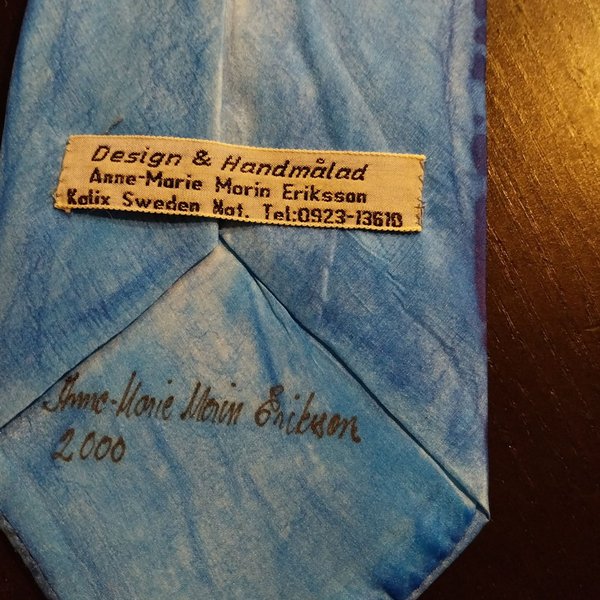 Design & Handmålad
Anne-Marie Morin Eriksson
Kalix Sweden Nat. Tel:0923-13610
Anne-Marie Morin Eriksson
2000